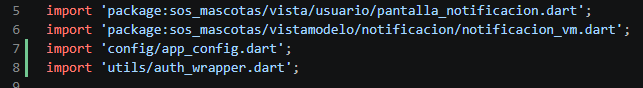 5 import 'package:sos_mascotas/vista/usuario/pantalla_notificacion.dart';
6 import 'package:sos_mascotas/vistamodelo/notificacion/notificacion_vm.dart';
7 import 'config/app_config.dart';
8 import 'utils/auth_wrapper.dart';
9